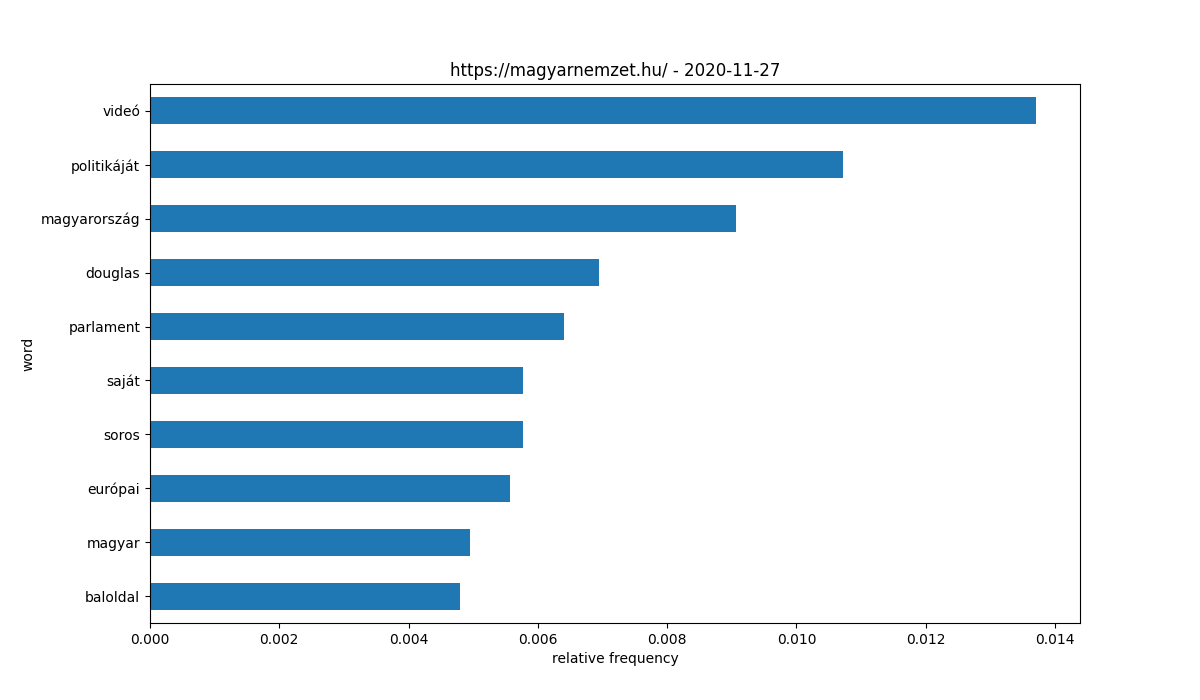 https://magyarnemzet.hu/ - 2020-11-27
videó
politikáját
magyarország
douglas
parlament
saját
soros
európai
magyar
baloldal
word
0.000 0.002 0.004 0.006 0.008 0.010 0.012 0.014
relative frequency